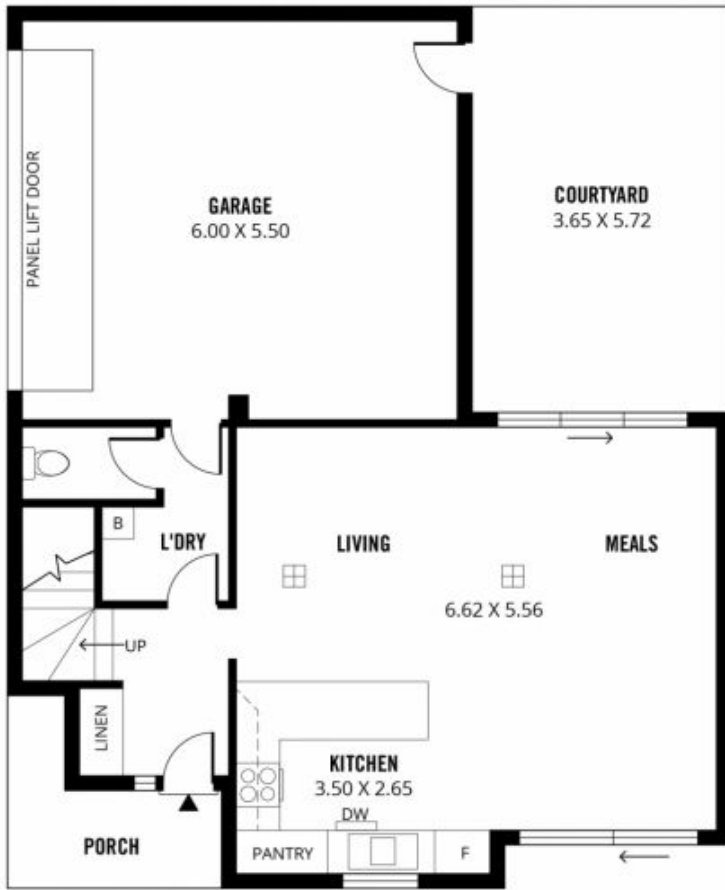 PANEL LIFT DOOR
GARAGE
6.00 X 5.50
COURTYARD
3.65 X 5.72
B
L'DRY
LIVING
MEALS
6.62 X 5.56
UP
LINEN
KITCHEN
3.50 X 2.65
DW
PORCH
PANTRY
F